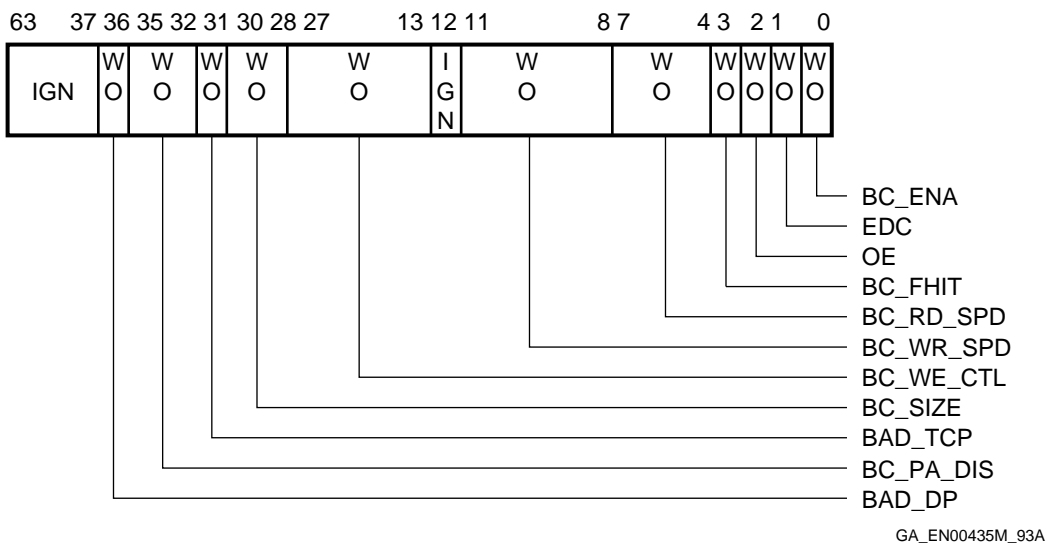 63 37 36 35 32 31 30 28 27 13 12 11 8 7 4 3 2 1 0
IGN W O W O W O W O W O I G N W O W O W O W O W O W O
BC_ENA
EDC
OE
BC_FHIT
BC_RD_SPD
BC_WR_SPD
BC_WE_CTL
BC_SIZE
BAD_TCP
BC_PA_DIS
BAD_DP
GA_EN00435M_93A